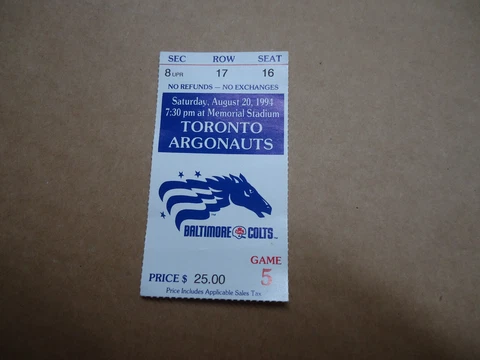 SEC ROW SEAT
8 UPR 17 16
NO REFUNDS — NO EXCHANGES
Saturday, August 20, 1994
7:30 pm at Memorial Stadium
TORONTO
ARGONAUTS
BALTIMORE COLTS
GAME
5
PRICE $ 25.00
Price Includes Applicable Sales Tax